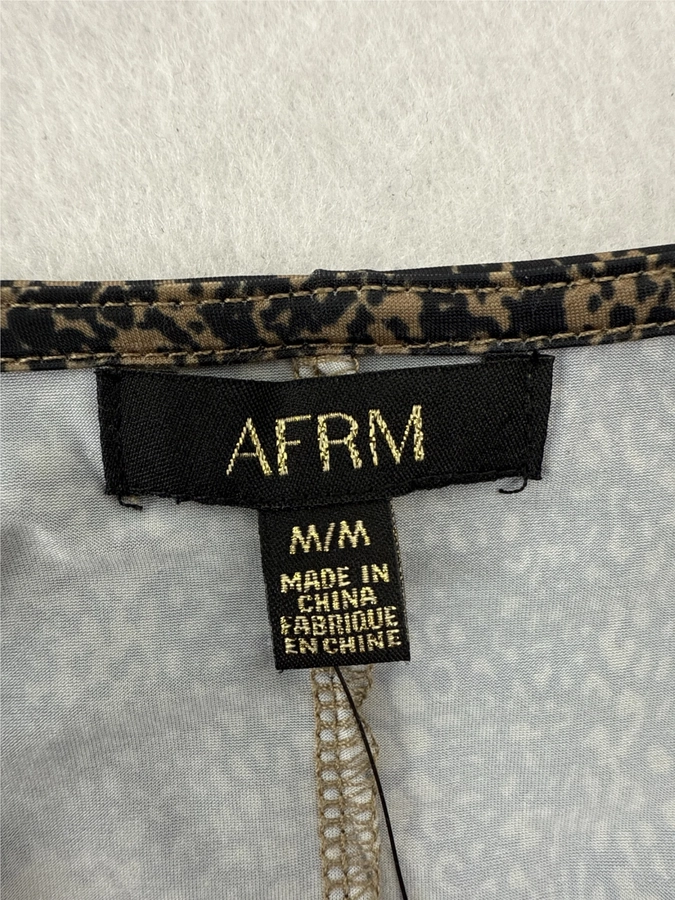 AFRM
M/M
MADE IN
CHINA
FABRIQUE
EN CHINE